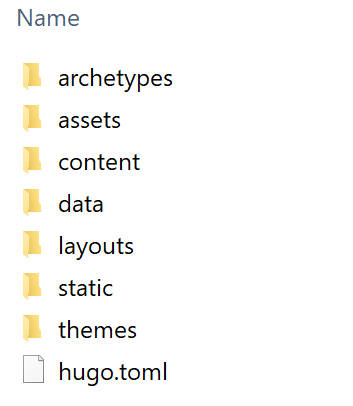 Name
archetypes
assets
content
data
layouts
static
themes
hugo.toml